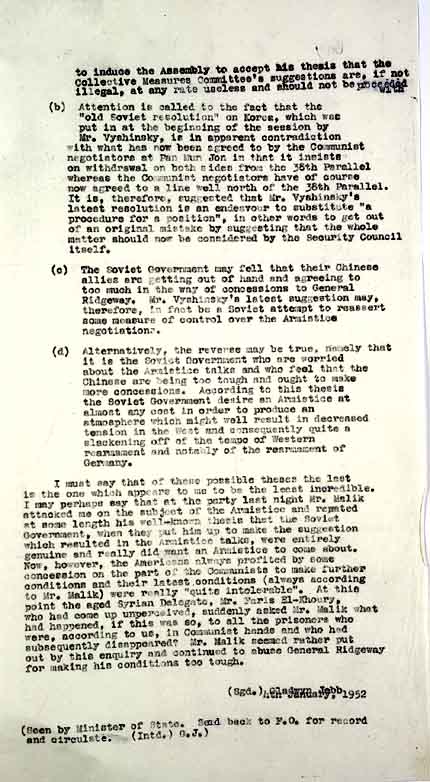 to induce the Assembly to accept his thesis that the
Collective Measures Committee's suggestions are, if not
illegal, at any rate useless and should not be proceeded
with
(b) Attention is called to the fact that the
"old Soviet resolution" on Korea, which was
put in at the beginning of the session by
Mr. Vyshinsky, is in apparent contradiction
with what has now been agreed to by the Communist
negotiators at Pan Mun Jon in that it insists
on withdrawal on both sides from the 38th Parallel
whereas the Communist negotiators have of course
now agreed to a line well north of the 38th Parallel.
It is, therefore, suggested that Mr. Vyshinsky's
latest resolution is an endeavour to substitute "a
procedure for a position", in other words to get out
of an original mistake by suggesting that the whole
matter should now be considered by the Security Council
itself.
(c) The Soviet Government may fell that their Chinese
allies are getting out of hand and agreeing to
too much in the way of concessions to General
Ridgeway. Mr. Vyshinsky's latest suggestion may,
therefore, in fact be a Soviet attempt to reassert
some measure of control over the Armistice
negotiations.
(d) Alternatively, the reverse may be true, namely that
it is the Soviet Government who are worried
about the Armistice talks and who feel that the
Chinese are being too tough and ought to make
more concessions. According to this thesis
the Soviet Government desire an Armistice at
almost any cost in order to produce an
atmosphere which might well result in decreased
tension in the West and consequently quite a
slackening off of the tempo of Western
rearmament and notably of the rearmament of
Germany.
I must say that of these possible theses the last
is the one which appears to me to be the least incredible.
I may perhaps say that at the party last night Mr. Malik
attacked me on the subject of the Armistice and repeated
at some length his well-known thesis that the Soviet
Government, when they put him up to make the suggestion
which resulted in the Armistice talks, were entirely
genuine and really did want an Armistice to come about.
Now, however, the Americans always profited by some
concession on the part of the Communists to make further
conditions and their latest conditions (always according
to Mr. Malik) were really "quite intolerable". At this
point the aged Syrian Delegate, Mr. Faris El-Khoury,
who had come up unperceived, suddenly asked Mr. Malik what
had happened, if this was so, to all the prisoners who
were, according to us, in Communist hands and who had
subsequently disappeared? Mr. Malik seemed rather put
out by this enquiry and continued to abuse General Ridgeway
for making his conditions too tough.
(Sgd.) Gladwyn Jebb
4th January, 1952
(Seen by Minister of State. Send back to F.O. for record
and circulate. (Intd.) G.J.)